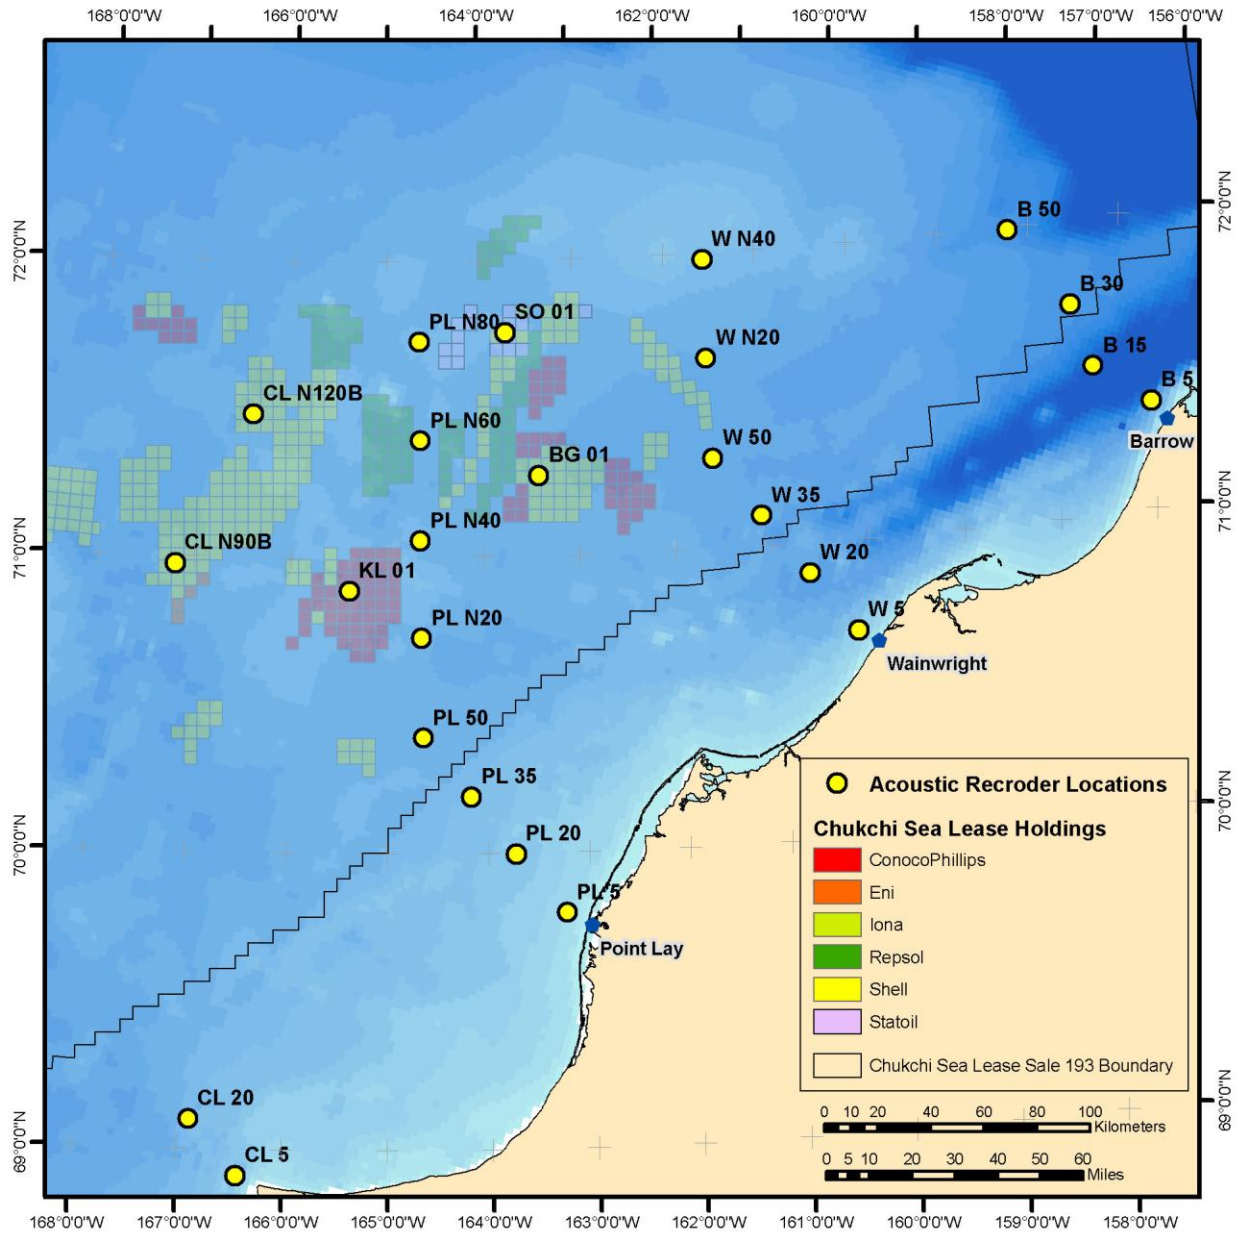 168°0'0"W 166°0'0"W 164°0'0"W 162°0'0"W 160°0'0"W 158°0'0"W 157°0'0"W 156°0'0"W
72°0'0"N
72°0'0"N
B 50
W N40
B 30
SO 01
PL N80
W N20
B 15
B 5
CL N120B
PL N60
Barrow
W 50
BG 01
71°0'0"N
71°0'0"N
W 35
PL N40
CL N90B
W 20
KL 01
W 5
PL N20
Wainwright
PL 50
PL 35
70°0'0"N
70°0'0"N
PL 20
PL 5
Point Lay
Acoustic Recroder Locations
Chukchi Sea Lease Holdings
ConocoPhillips
Eni
Iona
Repsol
Shell
Statoil
Chukchi Sea Lease Sale 193 Boundary
69°0'0"N
69°0'0"N
CL 20
CL 5
0 10 20 40 60 80 100
Kilometers
0 5 10 20 30 40 50 60
Miles
168°0'0"W 167°0'0"W 166°0'0"W 165°0'0"W 164°0'0"W 163°0'0"W 162°0'0"W 161°0'0"W 160°0'0"W 159°0'0"W 158°0'0"W